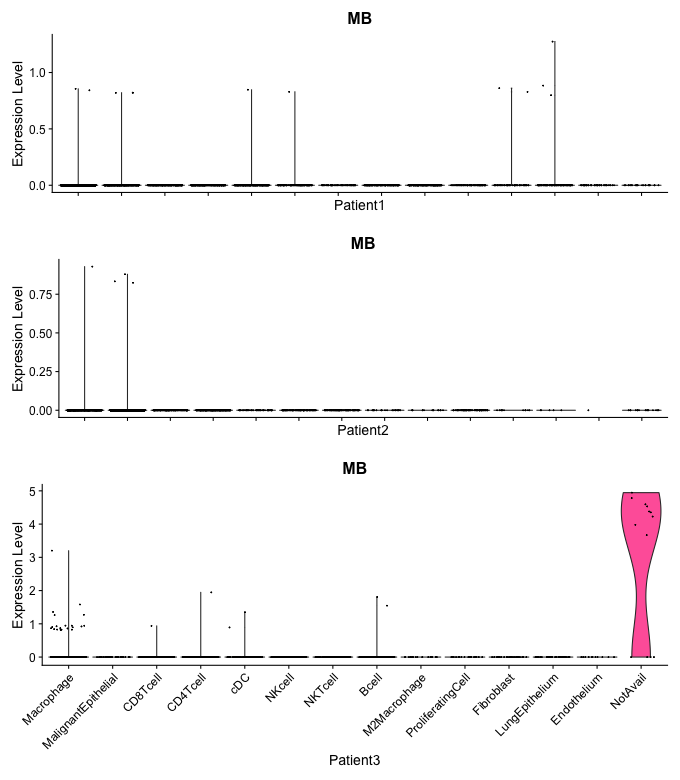 MB
Expression Level
1.0
0.5
0.0
Patient1
MB
Expression Level
0.75
0.50
0.25
0.00
Patient2
MB
Expression Level
5
4
3
2
1
0
Macrophage
MalignantEpithelial
CD8Tcell
CD4Tcell
cDC
NKcell
NKTcell
Bcell
M2Macrophage
ProliferatingCell
Fibroblast
LungEpithelium
Endothelium
NotAvail
Patient3